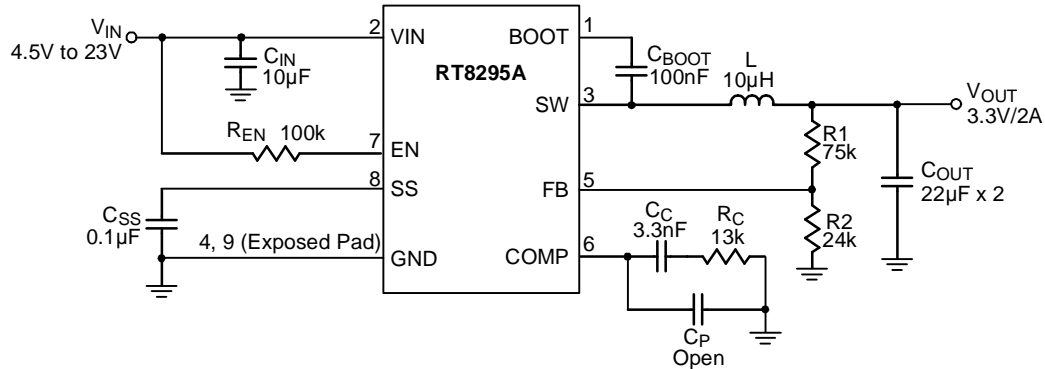 VIN
4.5V to 23V
CIN
10µF
REN 100k
CSS
0.1µF
4, 9 (Exposed Pad)
2
7
8
VIN
EN
SS
GND
RT8295A
BOOT
SW
FB
COMP
1
3
5
6
CBOOT
100nF
L
10µH
VOUT
3.3V/2A
R1
75k
COUT
22µF x 2
R2
24k
CC
3.3nF
RC
13k
CP
Open